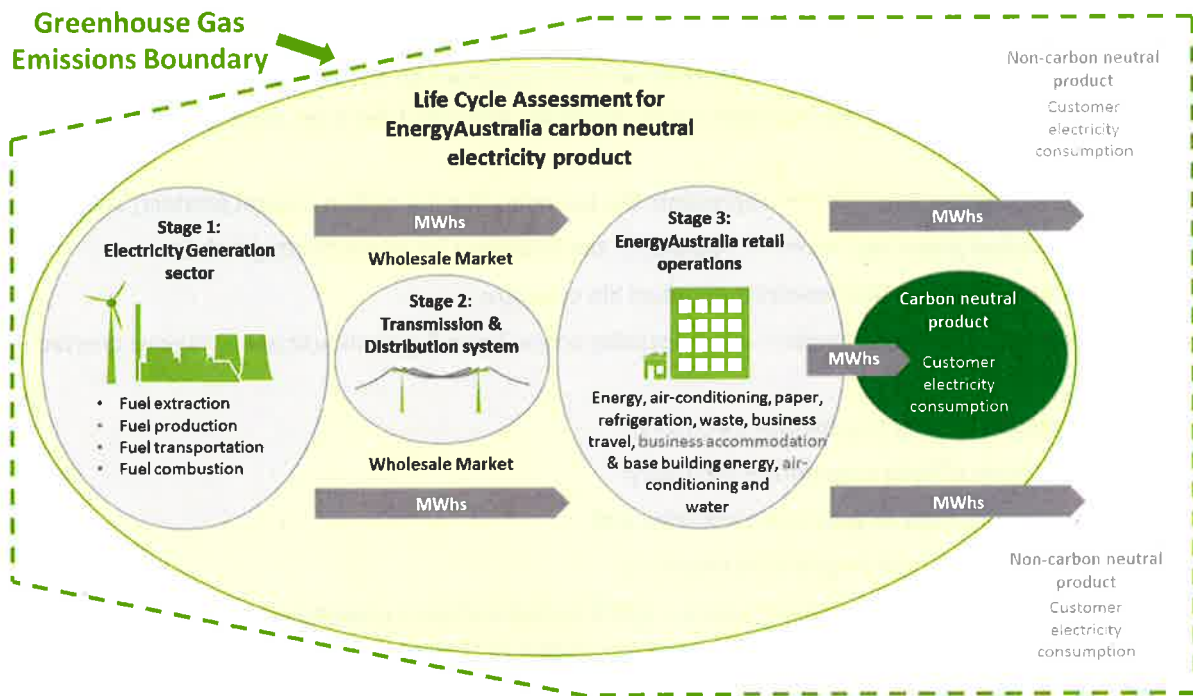 Greenhouse Gas
Emissions Boundary
Life Cycle Assessment for
EnergyAustralia carbon neutral
electricity product
Non-carbon neutral
product
Customer
electricity
consumption
Stage 1:
Electricity Generation
sector
• Fuel extraction
• Fuel production
• Fuel transportation
• Fuel combustion
MWhs
Wholesale Market
Stage 2:
Transmission &
Distribution system
Wholesale Market
MWhs
Stage 3:
EnergyAustralia retail
operations
Energy, air-conditioning, paper,
refrigeration, waste, business
travel, business accommodation
& base building energy, air-
conditioning and
water
MWhs
MWhs
Carbon neutral
product
Customer
electricity
consumption
MWhs
Non-carbon neutral
product
Customer
electricity
consumption